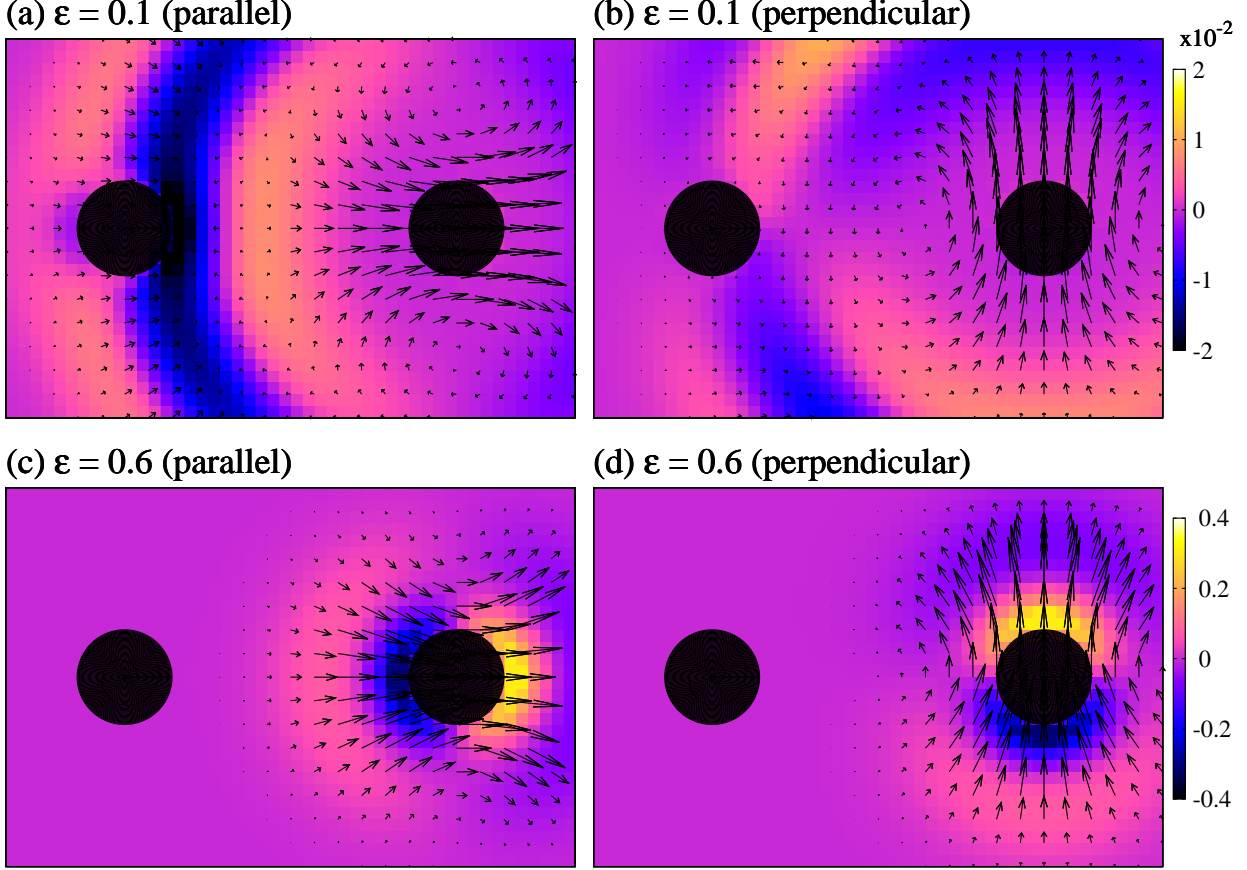 (a) ε = 0.1 (parallel)
(b) ε = 0.1 (perpendicular)
x10-2
2
1
0
-1
-2
(c) ε = 0.6 (parallel)
(d) ε = 0.6 (perpendicular)
0.4
0.2
0
-0.2
-0.4